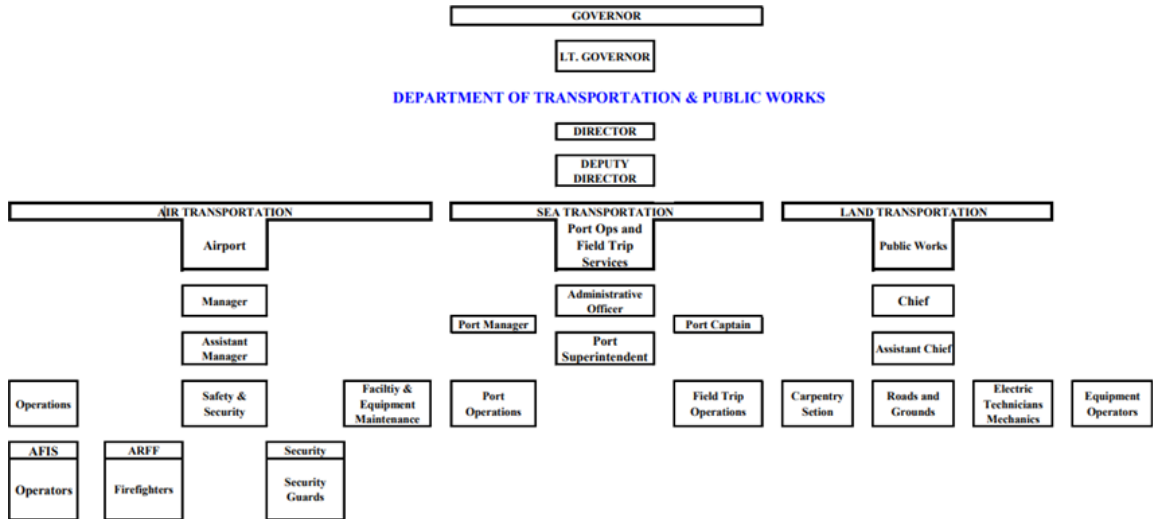 GOVERNOR
LT. GOVERNOR
DEPARTMENT OF TRANSPORTATION & PUBLIC WORKS
DIRECTOR
DEPUTY
DIRECTOR
AIR TRANSPORTATION
SEA TRANSPORTATION
LAND TRANSPORTATION
Airport
Port Ops and
Field Trip
Services
Public Works
Manager
Administrative
Officer
Chief
Port Manager
Port Captain
Assistant
Manager
Port
Superintendent
Assistant Chief
Operations
Safety &
Security
Faciltiy &
Equipment
Maintenance
Port
Operations
Field Trip
Operations
Carpentry
Setion
Roads and
Grounds
Electric
Technicians
Mechanics
Equipment
Operators
AFIS
Operators
ARFF
Firefighters
Security
Security
Guards